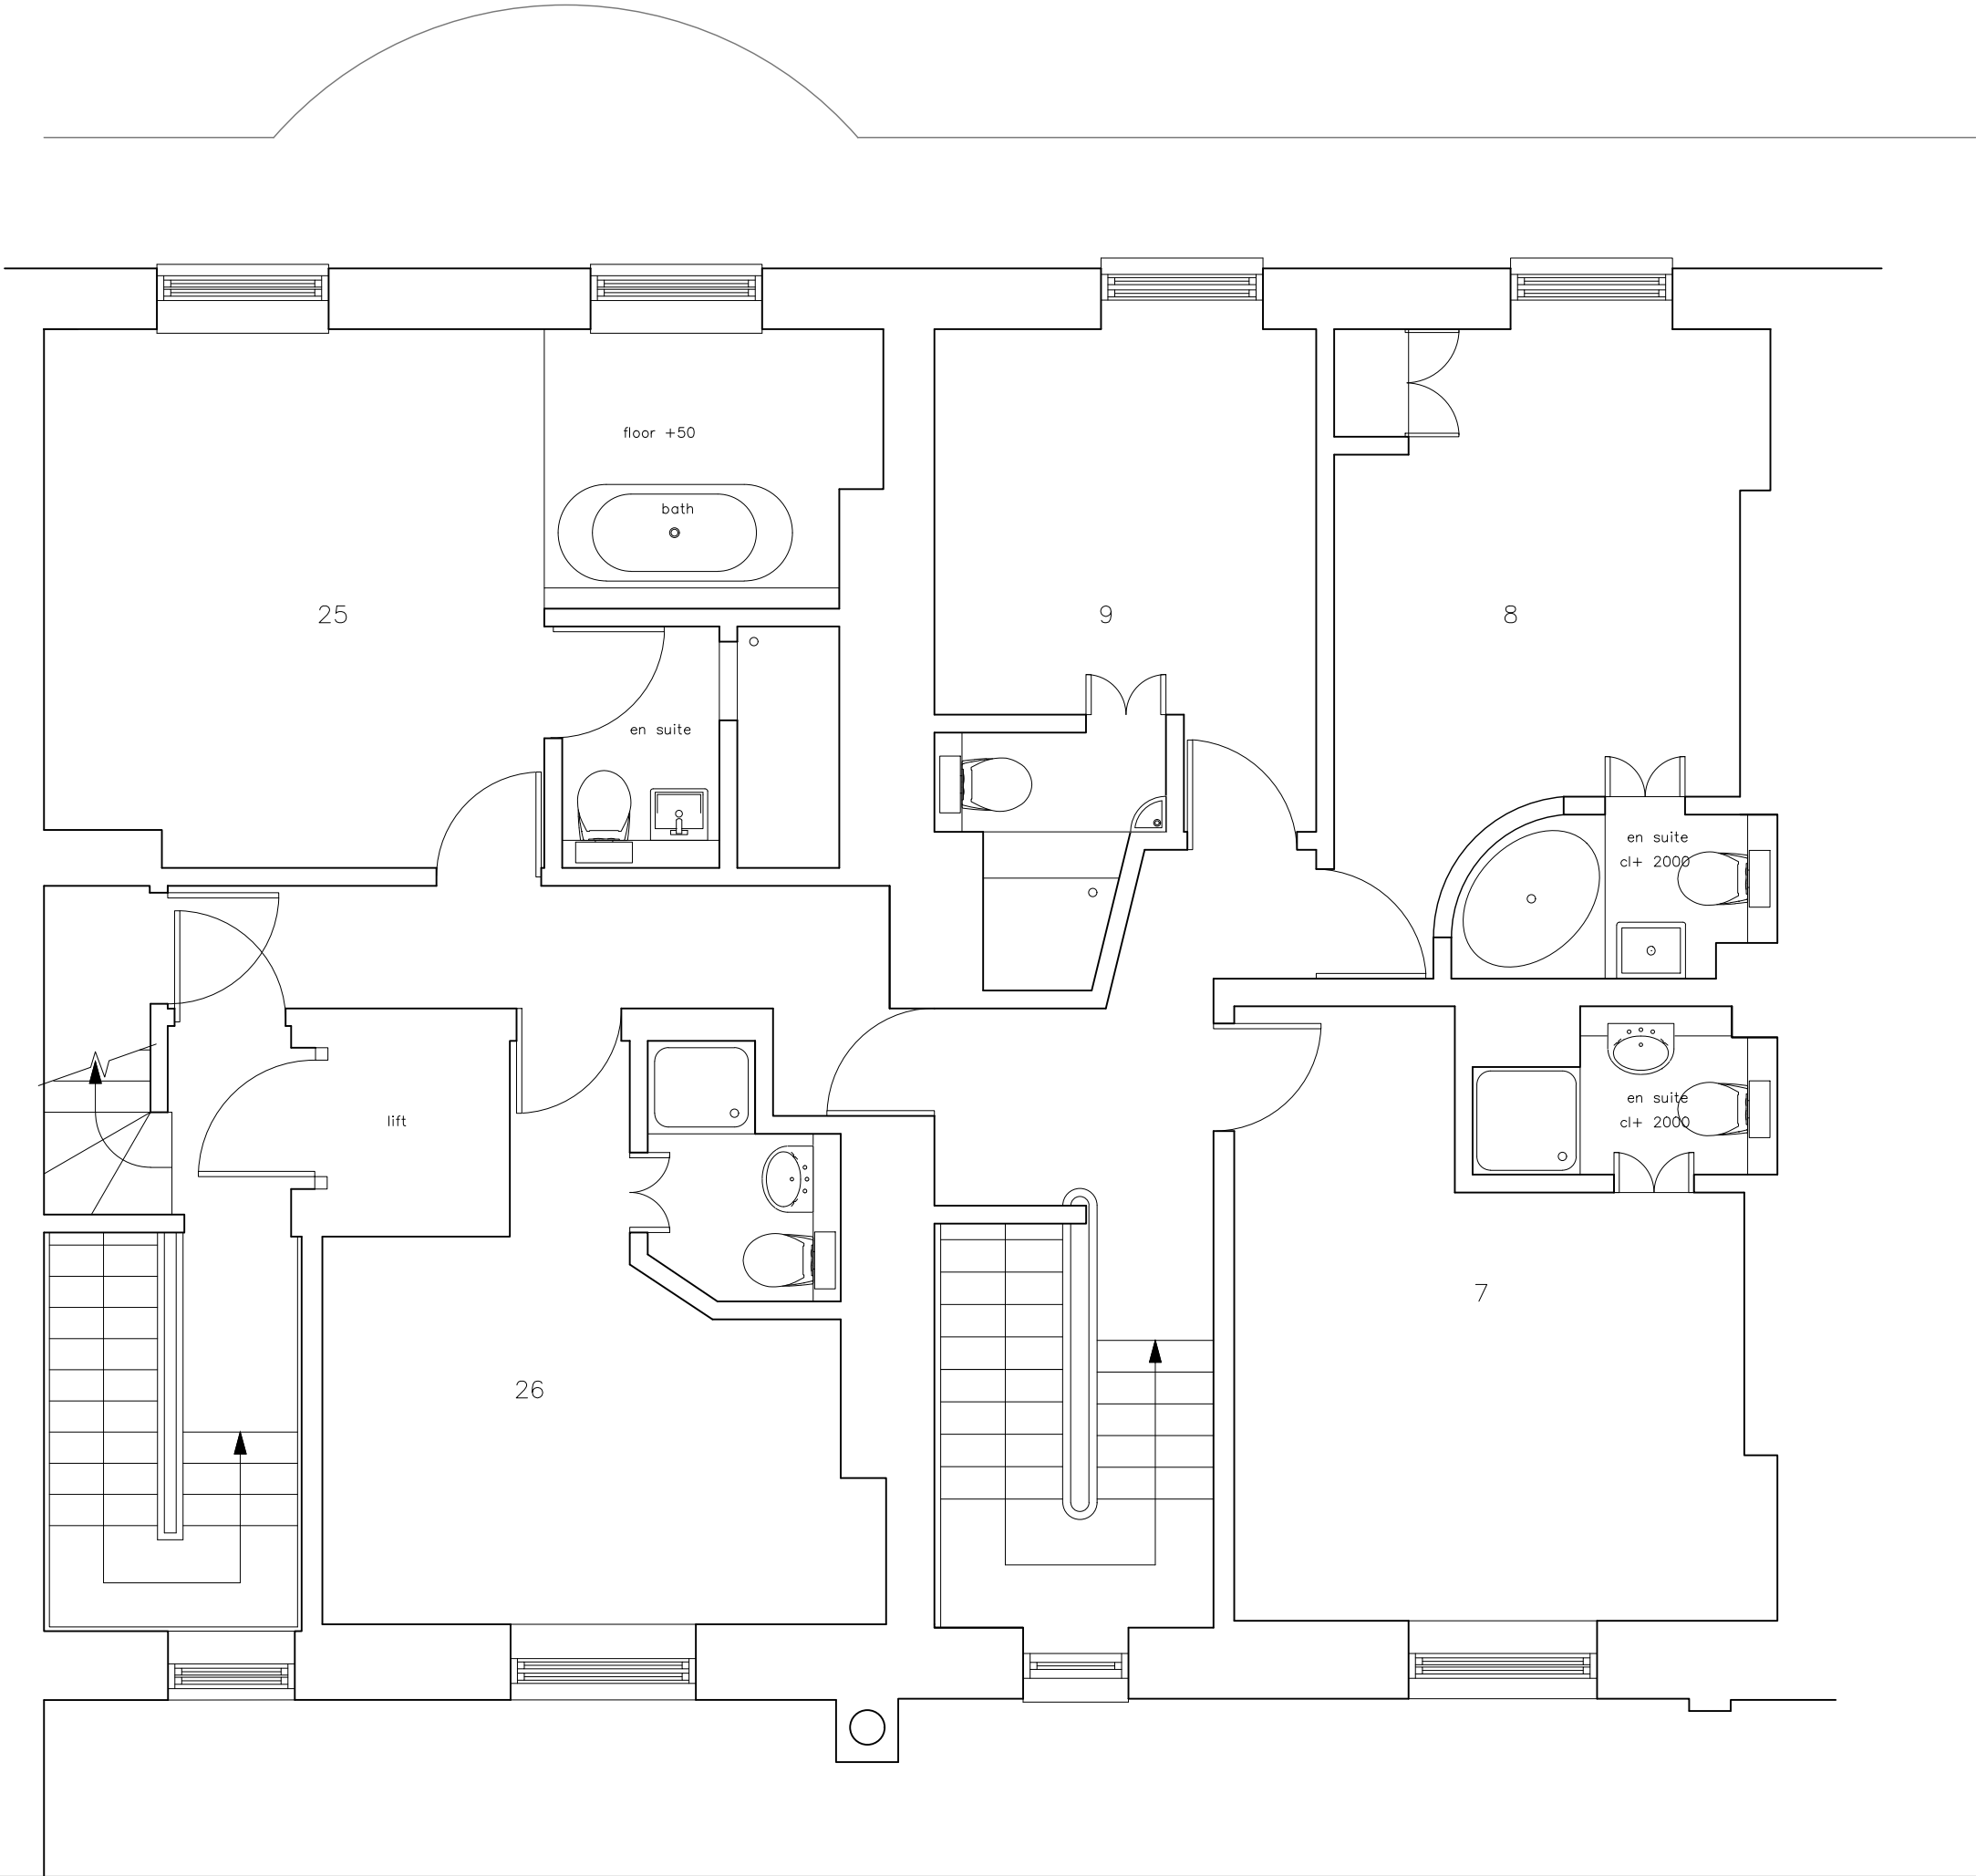 floor +50
bath
25
9
8
en suite
en suite
cl+ 2000
lift
en suite
cl+ 2000
7
26